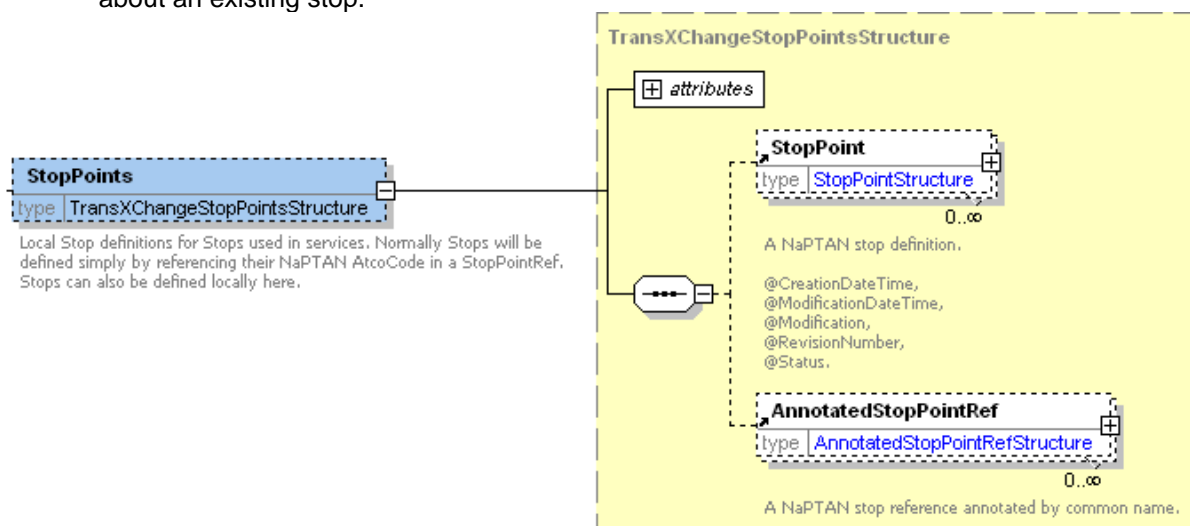 about an existing stop.
TransXChangeStopPointsStructure
attributes
StopPoints
type TransXChangeStopPointsStructure
Local Stop definitions for Stops used in services. Normally Stops will be
defined simply by referencing their NaPTAN AtcoCode in a StopPointRef.
Stops can also be defined locally here.
StopPoint
type StopPointStructure
0..∞
A NaPTAN stop definition.
@CreationDateTime,
@ModificationDateTime,
@Modification,
@RevisionNumber,
@Status.
AnnotatedStopPointRef
type AnnotatedStopPointRefStructure
0..∞
A NaPTAN stop reference annotated by common name.